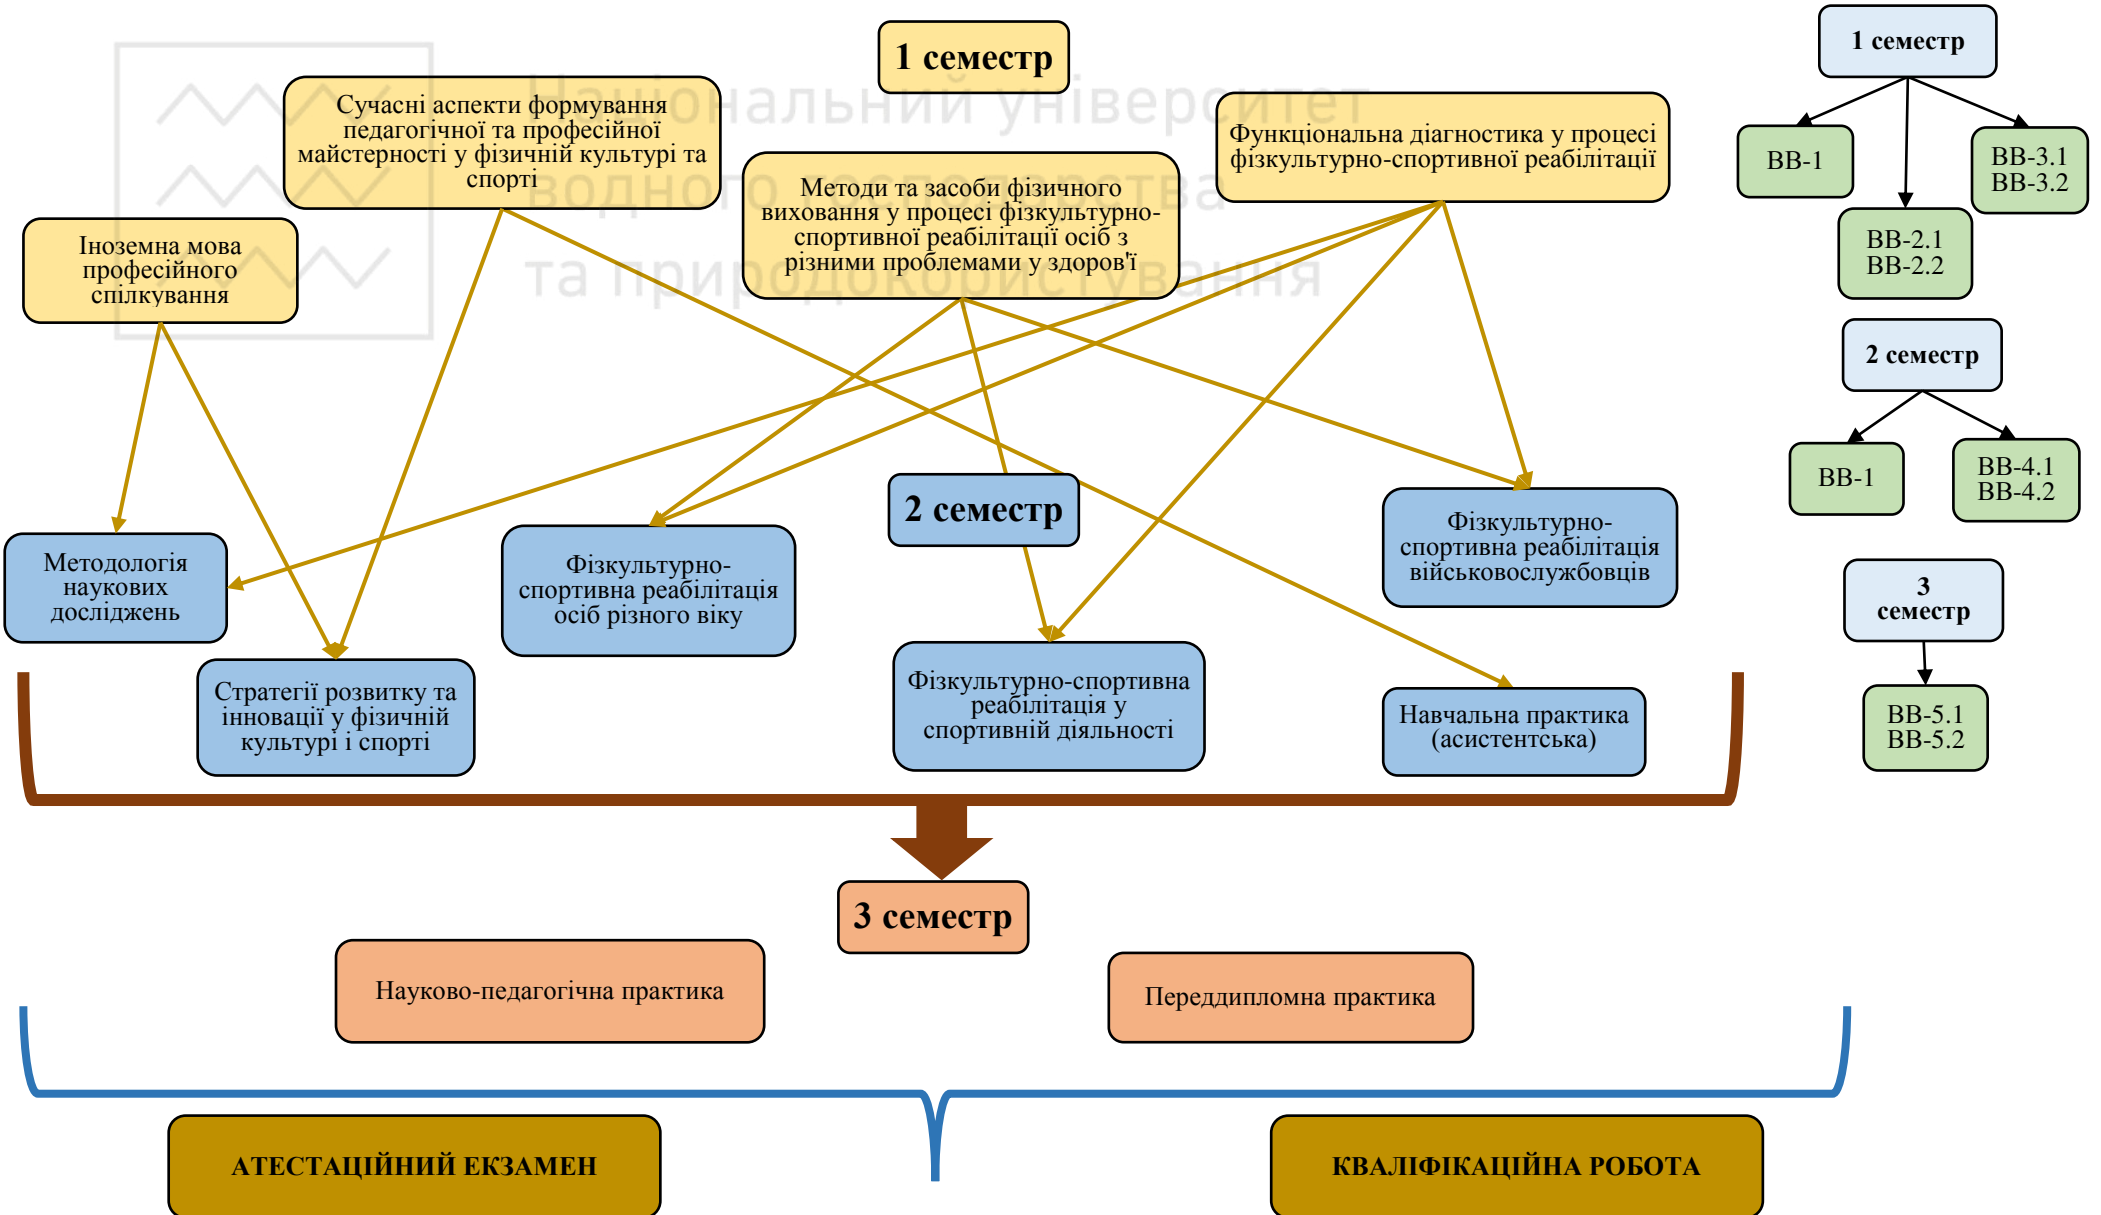 Національний університет
водного господарства
та природокористування
1 семестр
Сучасні аспекти формування
педагогічної та професійної
майстерності у фізичній культурі та
спорті
Функціональна діагностика у процесі
фізкультурно-спортивної реабілітації
Методи та засоби фізичного
виховання у процесі фізкультурно-
спортивної реабілітації осіб з
різними проблемами у здоров'ї
Іноземна мова
професійного
спілкування
2 семестр
Методологія
наукових
досліджень
Фізкультурно-
спортивна реабілітація
осіб різного віку
Фізкультурно-
спортивна реабілітація
військовослужбовців
Стратегії розвитку та
інновації у фізичній
культурі і спорті
Фізкультурно-спортивна
реабілітація у
спортивній діяльності
Навчальна практика
(асистентська)
3 семестр
Науково-педагогічна практика
Переддипломна практика
АТЕСТАЦІЙНИЙ ЕКЗАМЕН
КВАЛІФІКАЦІЙНА РОБОТА
1 семестр
ВВ-1
ВВ-2.1
ВВ-2.2
ВВ-3.1
ВВ-3.2
2 семестр
ВВ-1
ВВ-4.1
ВВ-4.2
3
семестр
ВВ-5.1
ВВ-5.2